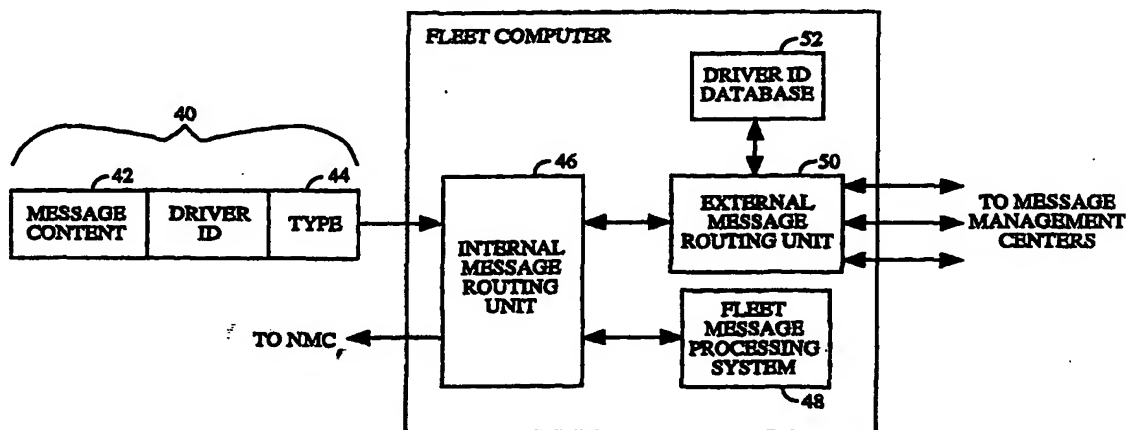 FLEET COMPUTER
52
DRIVER ID
DATABASE
40
42
44
46
50
MESSAGE
CONTENT
DRIVER
ID
TYPE
INTERNAL
MESSAGE
ROUTING
UNIT
EXTERNAL
MESSAGE
ROUTING UNIT
TO MESSAGE
MANAGEMENT
CENTERS
TO NMC
FLEET
MESSAGE
PROCESSING
SYSTEM
48